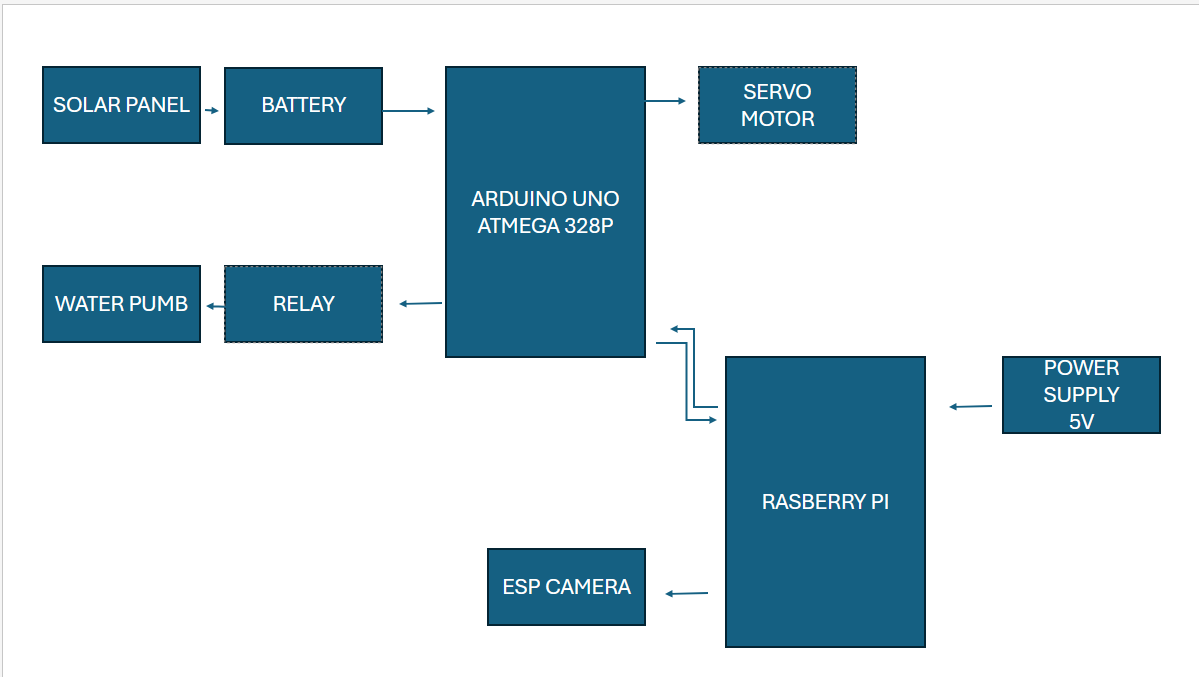 SOLAR PANEL
BATTERY
SERVO
MOTOR
ARDUINO UNO
ATMEGA 328P
WATER PUMB
RELAY
POWER
SUPPLY
5V
RASBERRY PI
ESP CAMERA